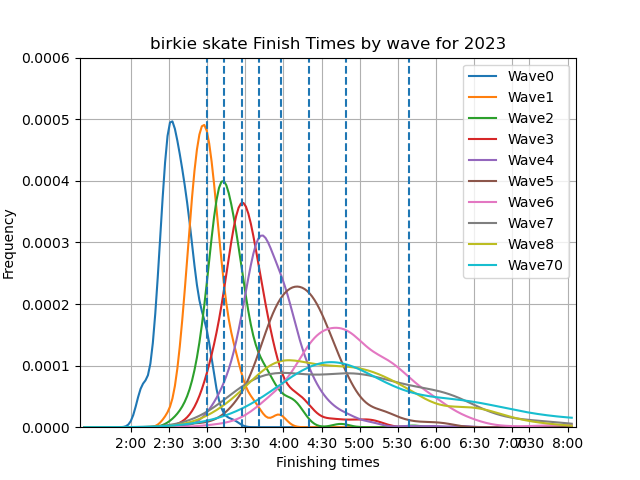 birkie skate Finish Times by wave for 2023
0.0006
0.0005
0.0004
0.0003
0.0002
0.0001
0.0000
Frequency
Wave0
Wave1
Wave2
Wave3
Wave4
Wave5
Wave6
Wave7
Wave8
Wave70
2:00 2:30 3:00 3:30 4:00 4:30 5:00 5:30 6:00 6:30 7:00 7:30 8:00
Finishing times